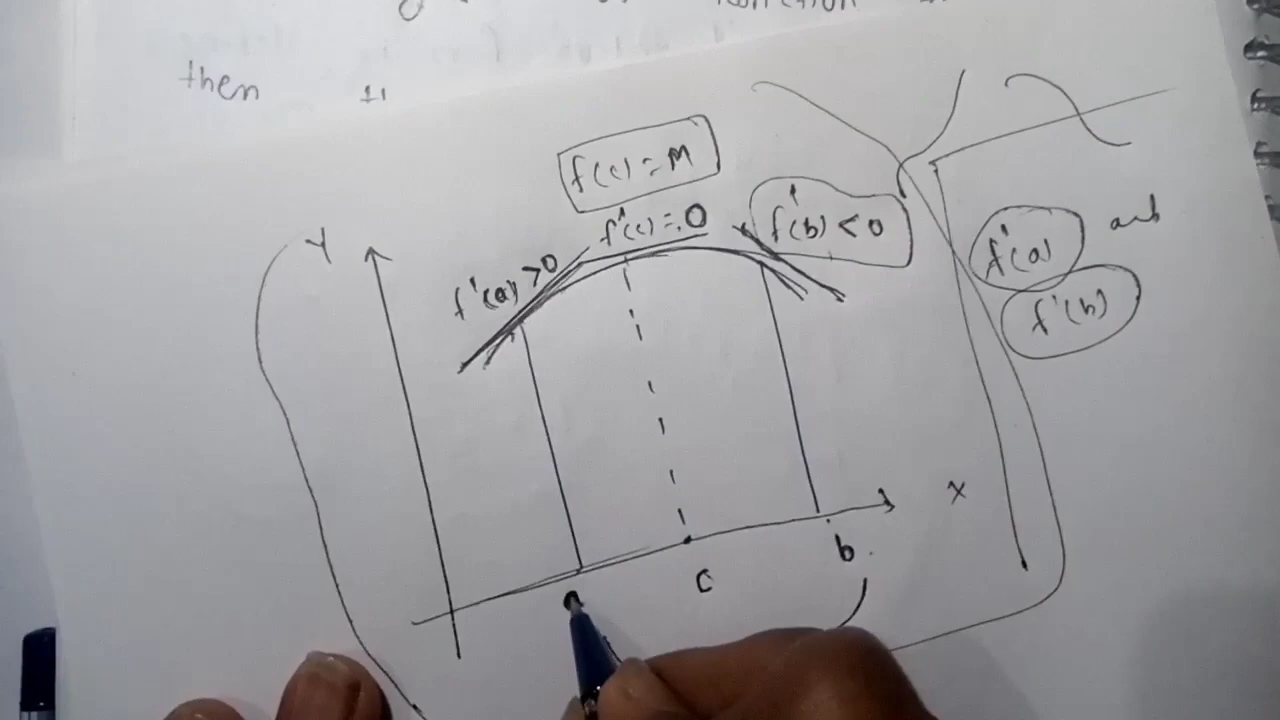 then
f(c) = M
f'(c) = 0
f'(a) > 0
f'(b) < 0
f'(a) and
f'(b)
Y
X
c
b